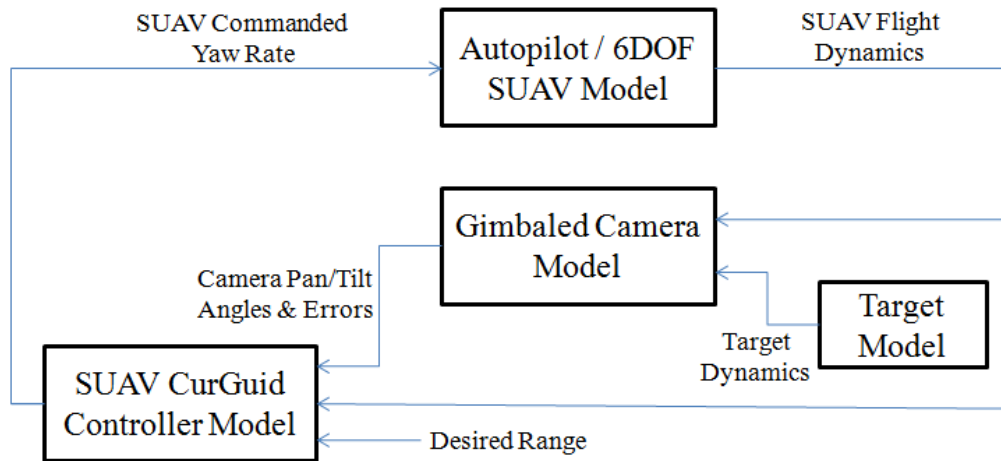 SUAV Commanded
Yaw Rate
Autopilot / 6DOF
SUAV Model
SUAV Flight
Dynamics
Gimbaled Camera
Model
Camera Pan/Tilt
Angles & Errors
Target
Model
Target
Dynamics
SUAV CurGuid
Controller Model
Desired Range